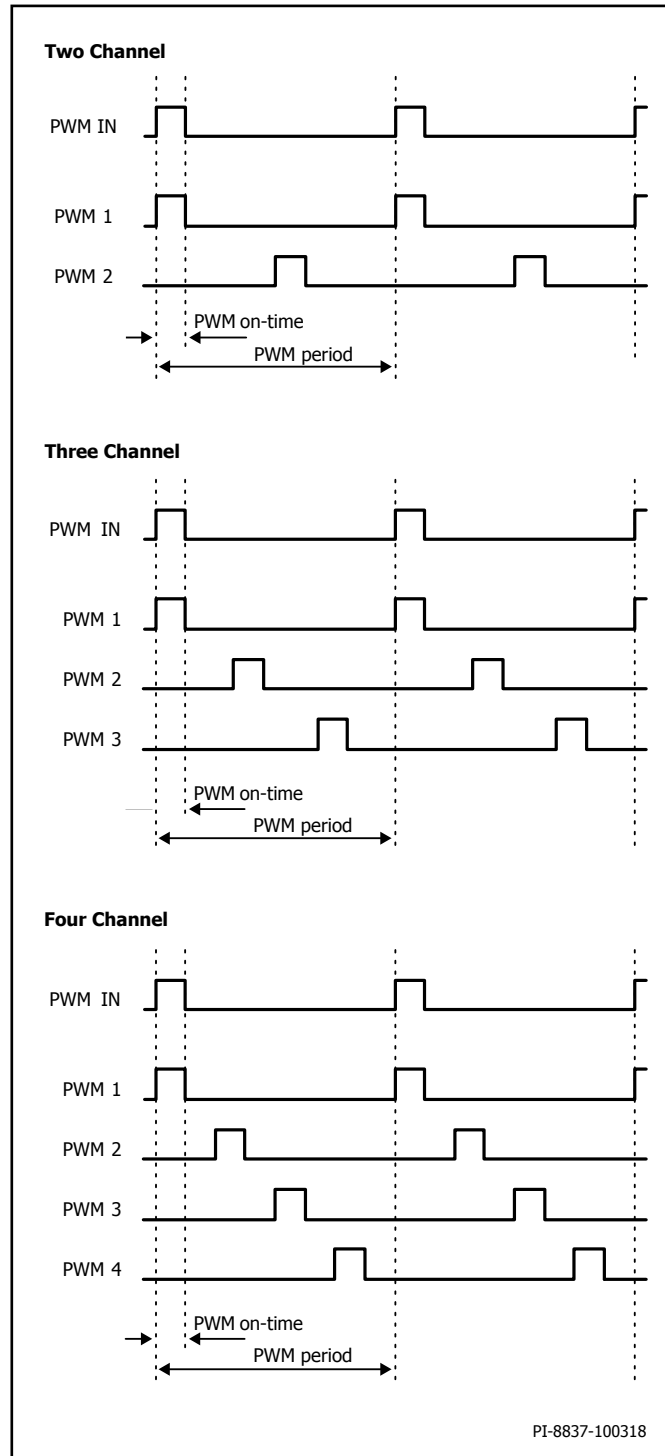 Two Channel
PWM IN
PWM 1
PWM 2
PWM on-time
PWM period
Three Channel
PWM IN
PWM 1
PWM 2
PWM 3
PWM on-time
PWM period
Four Channel
PWM IN
PWM 1
PWM 2
PWM 3
PWM 4
PWM on-time
PWM period
PI-8837-100318